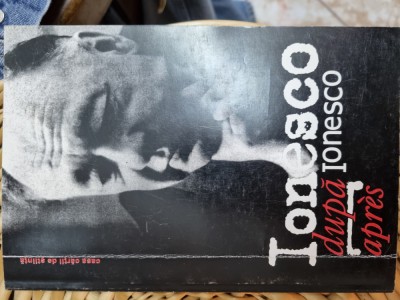 Ionesco
după Ionesco
après
casa cărţii de ştiinţă